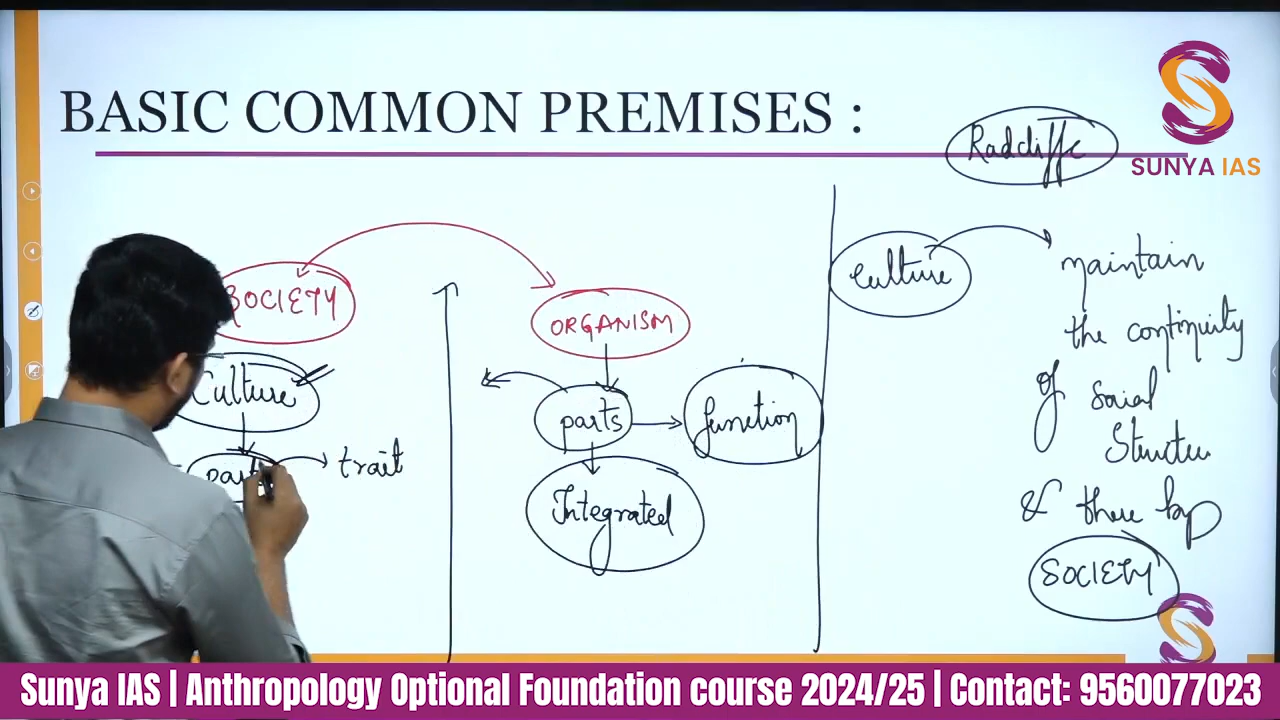 BASIC COMMON PREMISES :
Radcliffe
SUNYA IAS
SOCIETY
ORGANISM
Culture
parts
function
trait
Integrated
Culture
maintain
the continuity
of social
& there by
SOCIETY
Sunya IAS | Anthropology Optional Foundation course 2024/25 | Contact: 9560077023